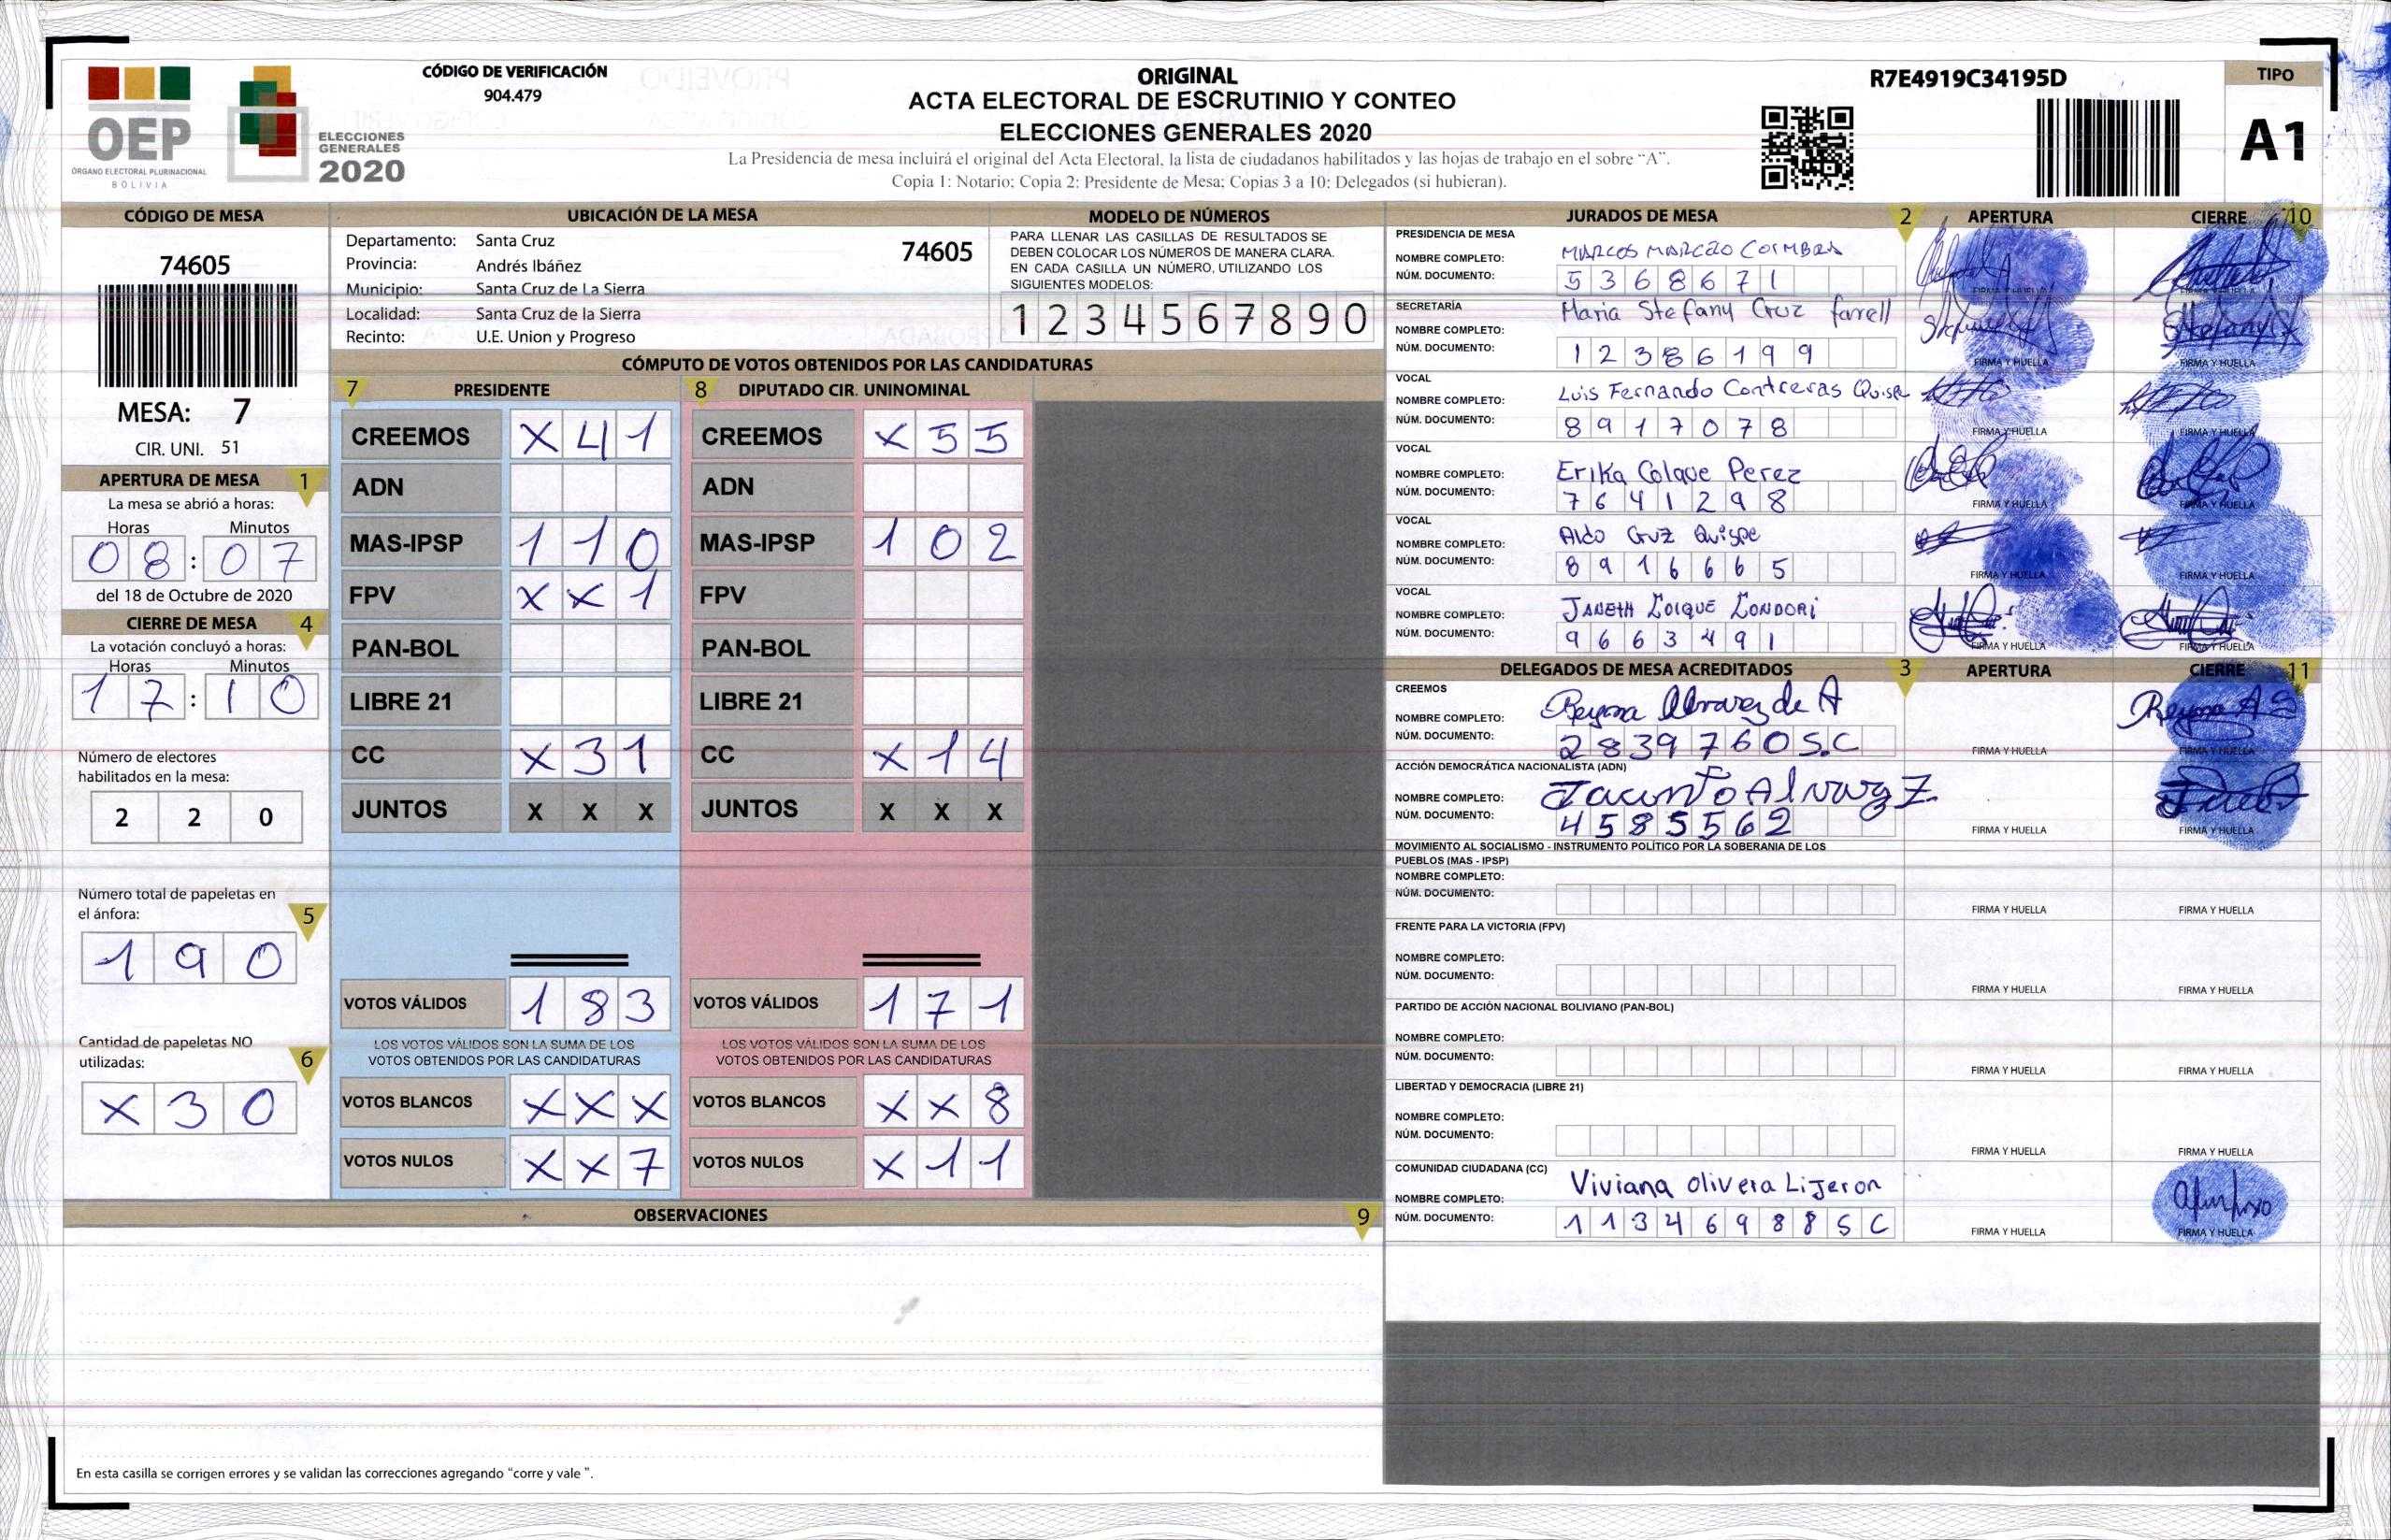 OEP
ÓRGANO ELECTORAL PLURINACIONAL
BOLIVIA
ELECCIONES
GENERALES
2020
CÓDIGO DE VERIFICACIÓN
904.479
ORIGINAL
ACTA ELECTORAL DE ESCRUTINIO Y CONTEO
ELECCIONES GENERALES 2020
La Presidencia de mesa incluirá el original del Acta Electoral, la lista de ciudadanos habilitados y las hojas de trabajo en el sobre “A”.
Copia 1: Notario; Copia 2: Presidente de Mesa; Copias 3 a 10: Delegados (si hubieran).
R7E4919C34195D
TIPO
A1
CÓDIGO DE MESA
74605
MESA: 7
CIR. UNI. 51
APERTURA DE MESA 1
La mesa se abrió a horas:
Horas Minutos
08:07
del 18 de Octubre de 2020
CIERRE DE MESA 4
La votación concluyó a horas:
Horas Minutos
17:10
Número de electores
habilitados en la mesa:
2 2 0
Número total de papeletas en
el ánfora: 5
1 9 0
Cantidad de papeletas NO
utilizadas: 6
X 3 0
UBICACIÓN DE LA MESA
Departamento: Santa Cruz 74605
Provincia: Andrés Ibáñez
Municipio: Santa Cruz de La Sierra
Localidad: Santa Cruz de la Sierra
Recinto: U.E. Union y Progreso
MODELO DE NÚMEROS
PARA LLENAR LAS CASILLAS DE RESULTADOS SE
DEBEN COLOCAR LOS NÚMEROS DE MANERA CLARA.
EN CADA CASILLA UN NÚMERO, UTILIZANDO LOS
SIGUIENTES MODELOS:
1 2 3 4 5 6 7 8 9 0
CÓMPUTO DE VOTOS OBTENIDOS POR LAS CANDIDATURAS
7 PRESIDENTE 8 DIPUTADO CIR. UNINOMINAL
CREEMOS X 4 1 CREEMOS X 5 5
ADN ADN
MAS-IPSP 1 1 0 MAS-IPSP 1 0 2
FPV X X 1 FPV
PAN-BOL PAN-BOL
LIBRE 21 LIBRE 21
CC X 3 1 CC X 1 4
JUNTOS X X X JUNTOS X X X
VOTOS VÁLIDOS 1 8 3 VOTOS VÁLIDOS 1 7 1
LOS VOTOS VÁLIDOS SON LA SUMA DE LOS LOS VOTOS VÁLIDOS SON LA SUMA DE LOS
VOTOS OBTENIDOS POR LAS CANDIDATURAS VOTOS OBTENIDOS POR LAS CANDIDATURAS
VOTOS BLANCOS X X X VOTOS BLANCOS X X 8
VOTOS NULOS X X 7 VOTOS NULOS X 1 1
OBSERVACIONES 9
En esta casilla se corrigen errores y se validan las correcciones agregando “corre y vale ”.
JURADOS DE MESA 2 APERTURA CIERRE 10
PRESIDENCIA DE MESA
NOMBRE COMPLETO: MARCOS MARCELO COIMBRA
NÚM. DOCUMENTO: 5368671 FIRMA Y HUELLA FIRMA Y HUELLA
SECRETARÍA
NOMBRE COMPLETO: Maria Stefany Cruz farell
NÚM. DOCUMENTO: 12386199 FIRMA Y HUELLA FIRMA Y HUELLA
VOCAL
NOMBRE COMPLETO: Luis Fernando Contreras Quispe
NÚM. DOCUMENTO: 8917078 FIRMA Y HUELLA FIRMA Y HUELLA
VOCAL
NOMBRE COMPLETO: Erika Colque Perez
NÚM. DOCUMENTO: 7641298 FIRMA Y HUELLA FIRMA Y HUELLA
VOCAL
NOMBRE COMPLETO: Aldo Cruz Quispe
NÚM. DOCUMENTO: 8916665 FIRMA Y HUELLA FIRMA Y HUELLA
VOCAL
NOMBRE COMPLETO: JANETH COLQUE CONDORI
NÚM. DOCUMENTO: 9663491 FIRMA Y HUELLA FIRMA Y HUELLA
DELEGADOS DE MESA ACREDITADOS 3 APERTURA CIERRE 11
CREEMOS
NOMBRE COMPLETO: Reyna Alvarez de A
NÚM. DOCUMENTO: 2839760 S.C FIRMA Y HUELLA FIRMA Y HUELLA
ACCIÓN DEMOCRÁTICA NACIONALISTA (ADN)
NOMBRE COMPLETO: Jacinto Alvarez
NÚM. DOCUMENTO: 4585562 FIRMA Y HUELLA FIRMA Y HUELLA
MOVIMIENTO AL SOCIALISMO - INSTRUMENTO POLÍTICO POR LA SOBERANIA DE LOS
PUEBLOS (MAS - IPSP)
NOMBRE COMPLETO:
NÚM. DOCUMENTO: FIRMA Y HUELLA FIRMA Y HUELLA
FRENTE PARA LA VICTORIA (FPV)
NOMBRE COMPLETO:
NÚM. DOCUMENTO: FIRMA Y HUELLA FIRMA Y HUELLA
PARTIDO DE ACCIÓN NACIONAL BOLIVIANO (PAN-BOL)
NOMBRE COMPLETO:
NÚM. DOCUMENTO: FIRMA Y HUELLA FIRMA Y HUELLA
LIBERTAD Y DEMOCRACIA (LIBRE 21)
NOMBRE COMPLETO:
NÚM. DOCUMENTO: FIRMA Y HUELLA FIRMA Y HUELLA
COMUNIDAD CIUDADANA (CC)
NOMBRE COMPLETO: Viviana Olivera Lijeron
NÚM. DOCUMENTO: 11346988 SC FIRMA Y HUELLA FIRMA Y HUELLA